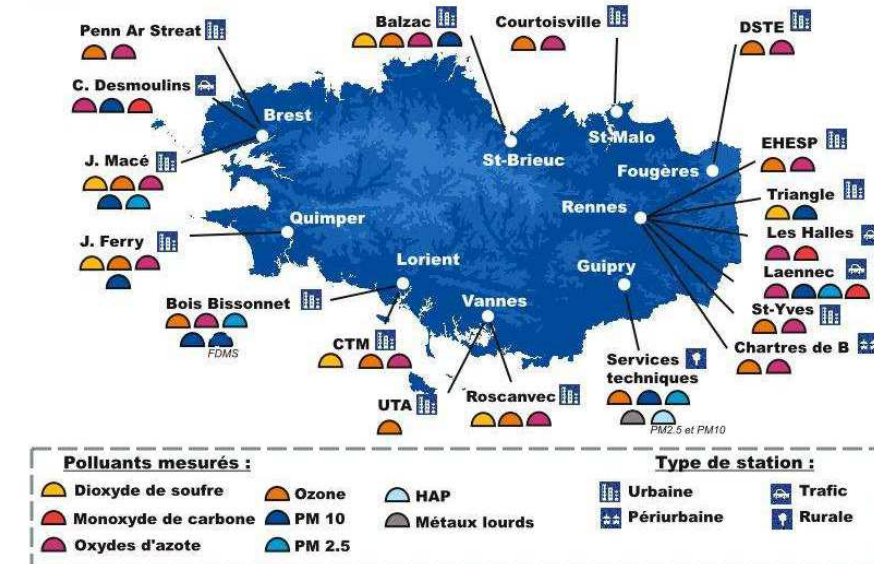 Penn Ar Streat
Balzac
Courtoisville
DSTE
C. Desmoulins
Brest
St-Malo
J. Macé
St-Brieuc
EHESP
Fougères
Triangle
Rennes
Quimper
Les Halles
J. Ferry
Lorient
Guipry
Laennec
Bois Bissonnet
Vannes
St-Yves
FDMS
CTM
Services
techniques
Chartres de B
UTA
Roscanvec
PM2.5 et PM10
Polluants mesurés :
Dioxyde de soufre
Monoxyde de carbone
Oxydes d'azote
Ozone
PM 10
PM 2.5
HAP
Métaux lourds
Type de station :
Urbaine
Périurbaine
Trafic
Rurale